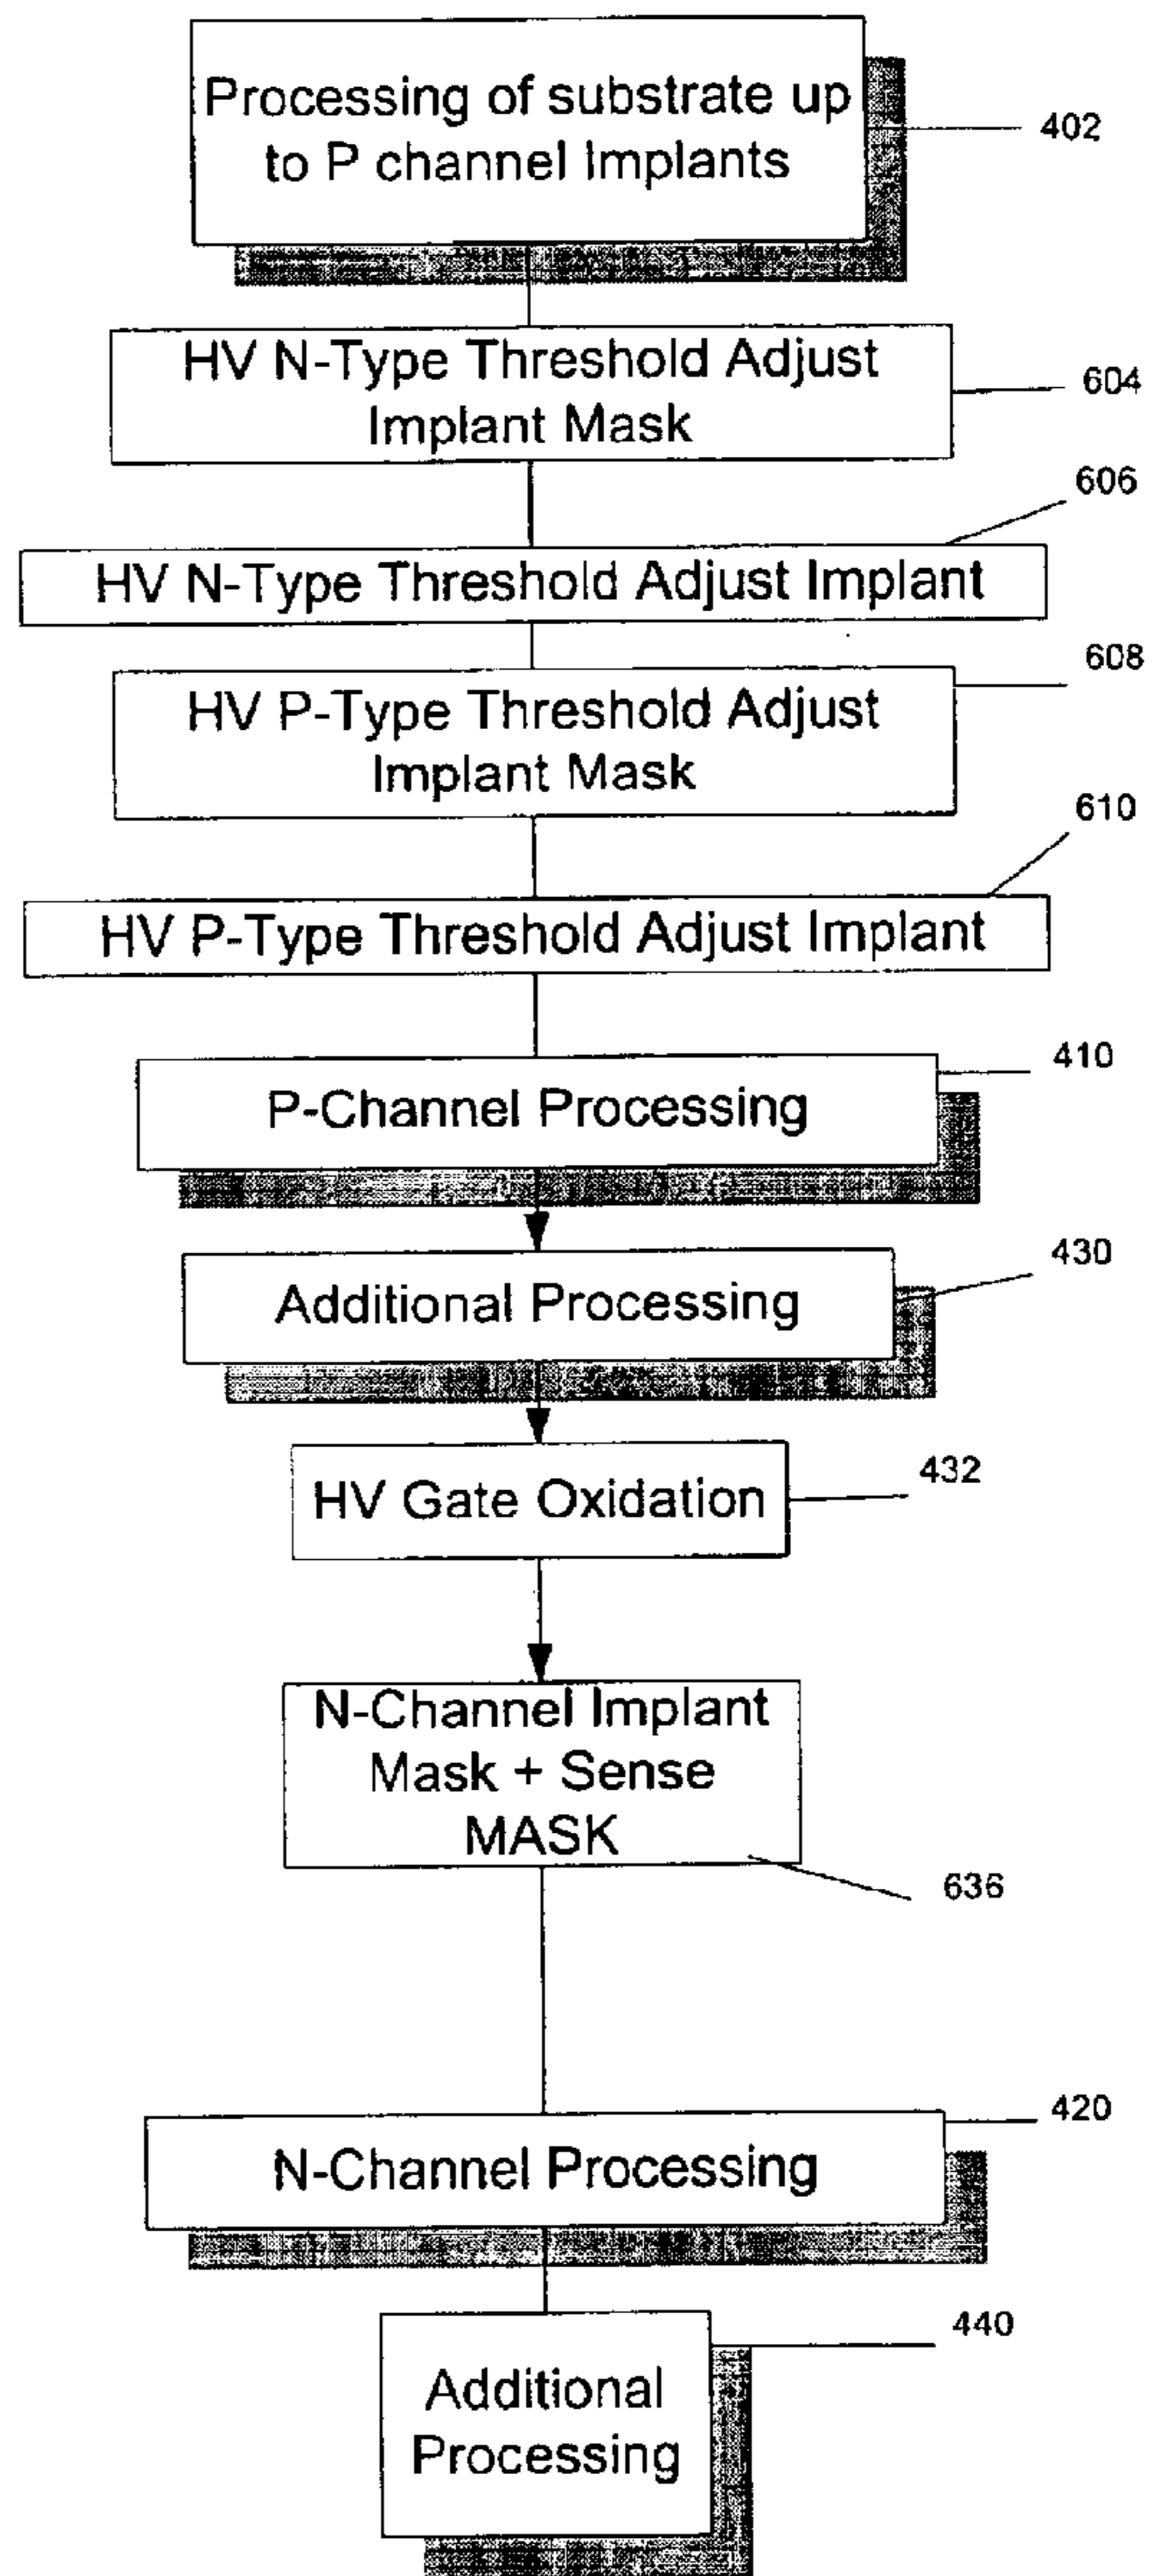 Processing of substrate up
to P channel Implants
402
HV N-Type Threshold Adjust
Implant Mask
604
606
HV N-Type Threshold Adjust Implant
608
HV P-Type Threshold Adjust
Implant Mask
610
HV P-Type Threshold Adjust Implant
410
P-Channel Processing
430
Additional Processing
432
HV Gate Oxidation
N-Channel Implant
Mask + Sense
MASK
636
420
N-Channel Processing
440
Additional
Processing